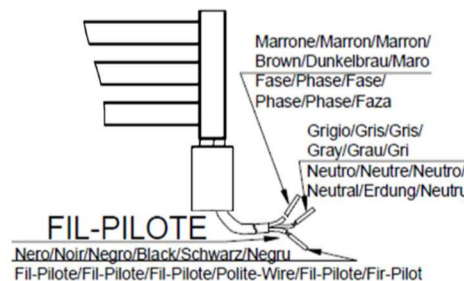 Marrone/Marron/Marron/
Brown/Dunkelbrau/Maro
Fase/Phase/Fase/
Phase/Phase/Faza
Grigio/Gris/Gris/
Gray/Grau/Gri
Neutro/Neutre/Neutro/
Neutral/Erdung/Neutru
FIL-PILOTE
Nero/Noir/Negro/Black/Schwarz/Negru
Fil-Pilote/Fil-Pilote/Fil-Pilote/Polite-Wire/Fil-Pilote/Fir-Pilot